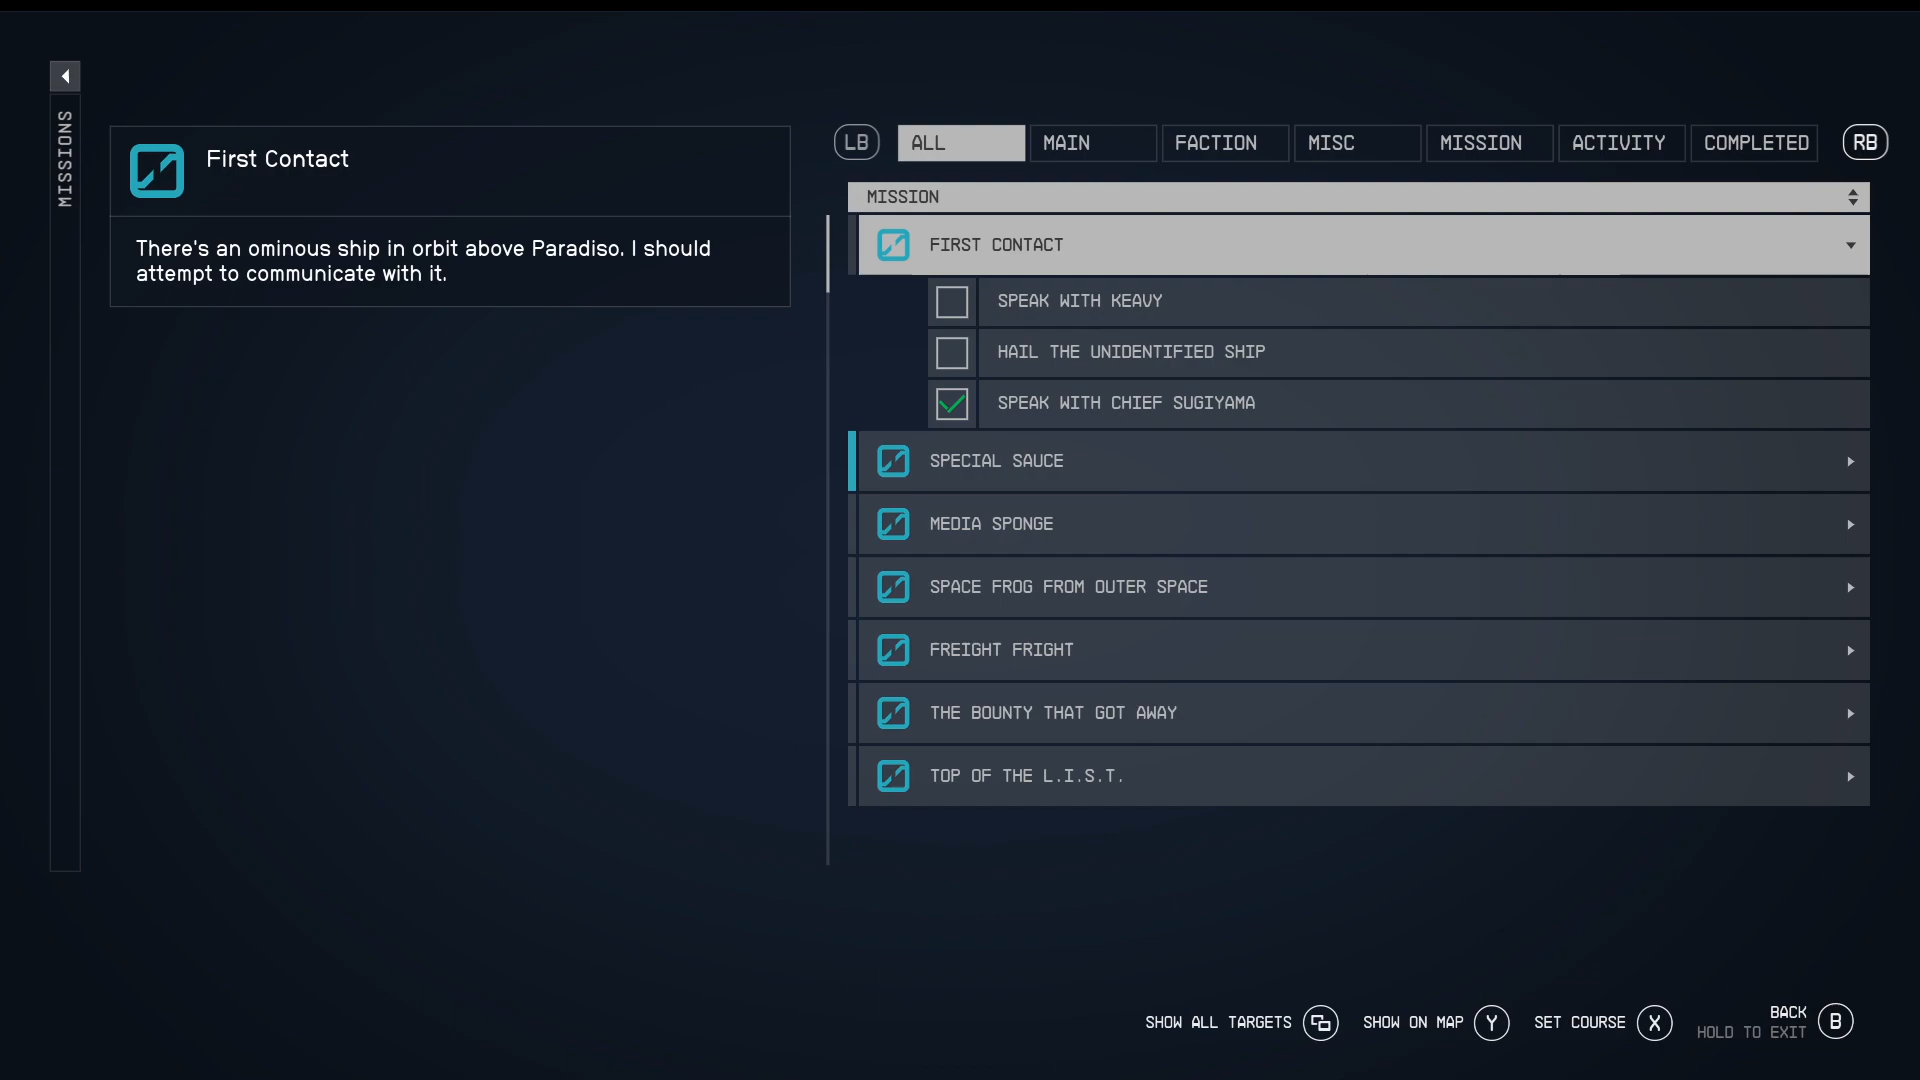 MISSIONS
First Contact
There's an ominous ship in orbit above Paradiso. I should
attempt to communicate with it.
LB ALL MAIN FACTION MISC MISSION ACTIVITY COMPLETED RB
MISSION
FIRST CONTACT
SPEAK WITH KEAVY
HAIL THE UNIDENTIFIED SHIP
SPEAK WITH CHIEF SUGIYAMA
SPECIAL SAUCE
MEDIA SPONGE
SPACE FROG FROM OUTER SPACE
FREIGHT FRIGHT
THE BOUNTY THAT GOT AWAY
TOP OF THE L.I.S.T.
SHOW ALL TARGETS SHOW ON MAP Y SET COURSE X BACK B
HOLD TO EXIT